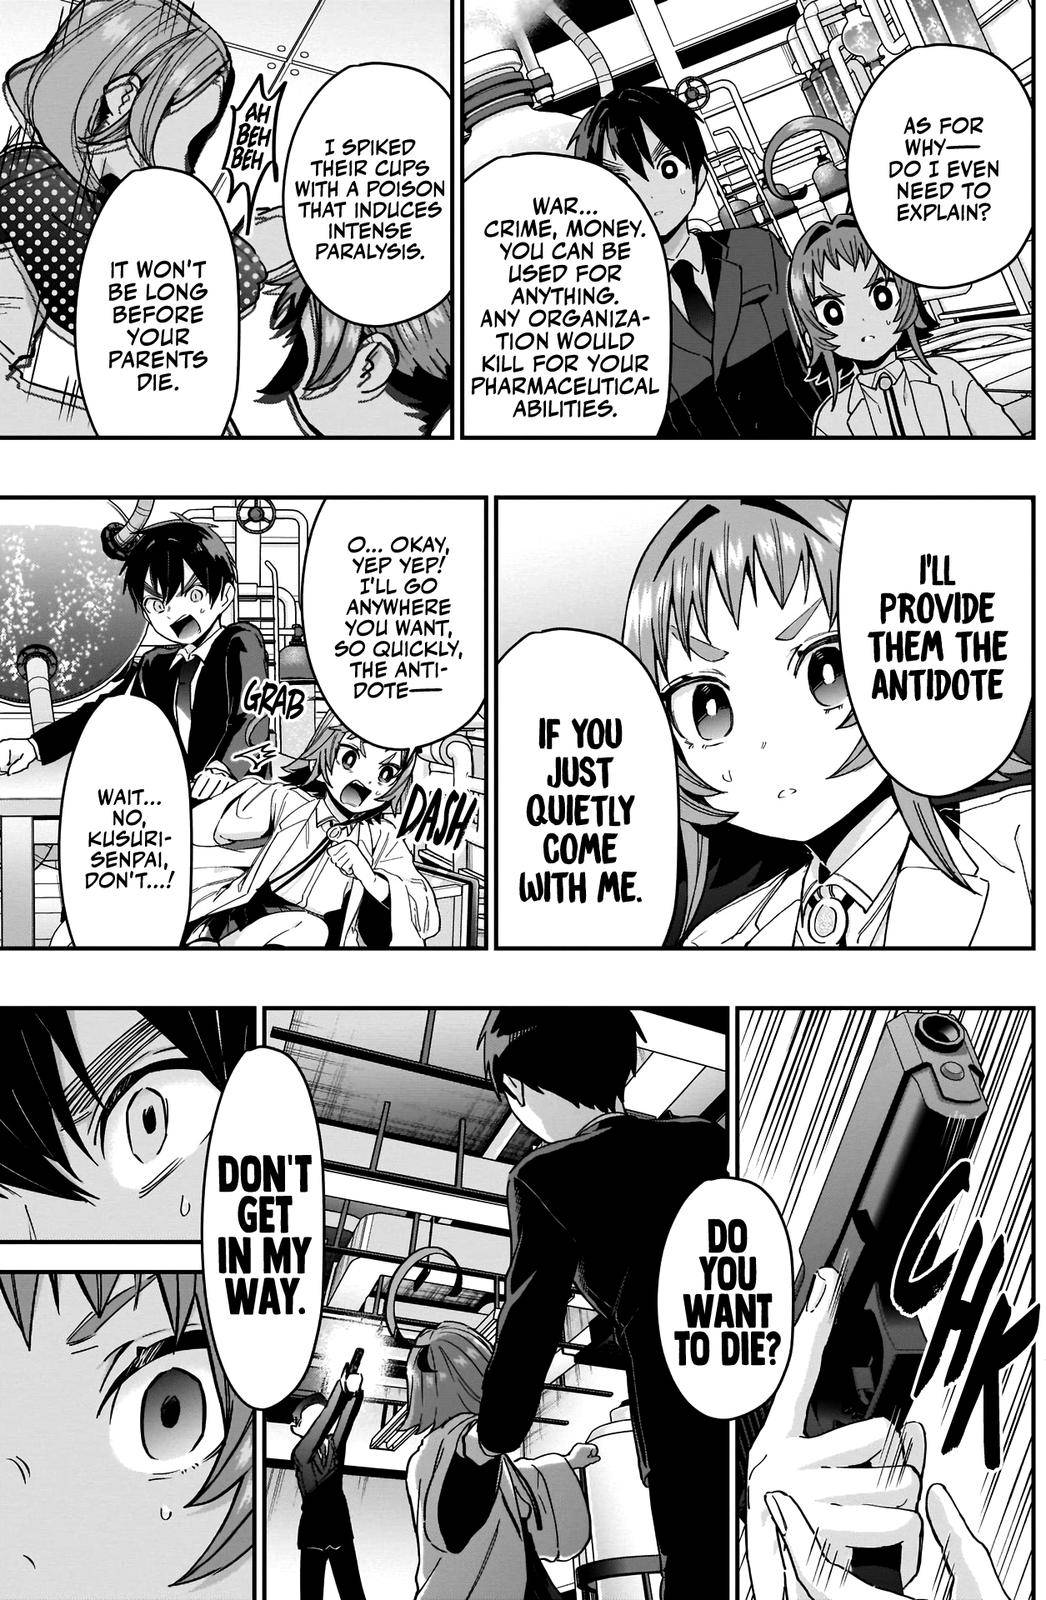 AS FOR
WHY—
DO I EVEN
NEED TO
EXPLAIN?
WAR...
CRIME, MONEY.
YOU CAN BE
USED FOR
ANYTHING.
ANY ORGANIZA-
TION WOULD
KILL FOR YOUR
PHARMACEUTICAL
ABILITIES.
I SPIKED
THEIR CUPS
WITH A POISON
THAT INDUCES
INTENSE
PARALYSIS.
AH
BEH
BEH
IT WON'T
BE LONG
BEFORE
YOUR
PARENTS
DIE.
I'LL
PROVIDE
THEM THE
ANTIDOTE
IF YOU
JUST
QUIETLY
COME
WITH ME.
O... OKAY,
YEP YEP!
I'LL GO
ANYWHERE
YOU WANT,
SO QUICKLY,
THE ANTI-
DOTE—
DASH
GRAB
WAIT...
NO,
KUSURI-
SENPAI,
DON'T...!
CHK
DO
YOU
WANT
TO DIE?
DON'T
GET
IN MY
WAY.